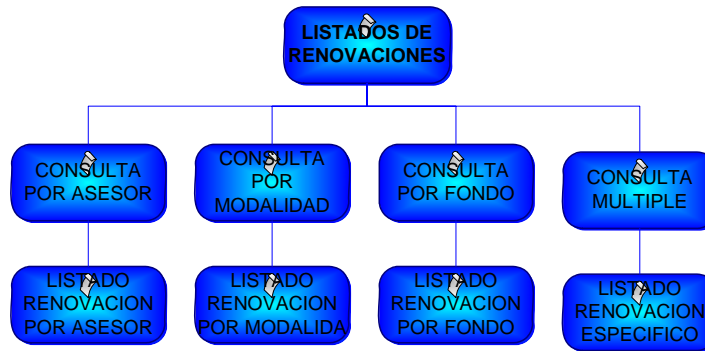 LISTADOS DE
RENOVACIONES
CONSULTA
POR ASESOR
CONSULTA
POR
MODALIDAD
CONSULTA
POR FONDO
CONSULTA
MULTIPLE
LISTADO
RENOVACION
POR ASESOR
LISTADO
RENOVACION
POR MODALIDA
LISTADO
RENOVACION
POR FONDO
LISTADO
RENOVACION
ESPECIFICO